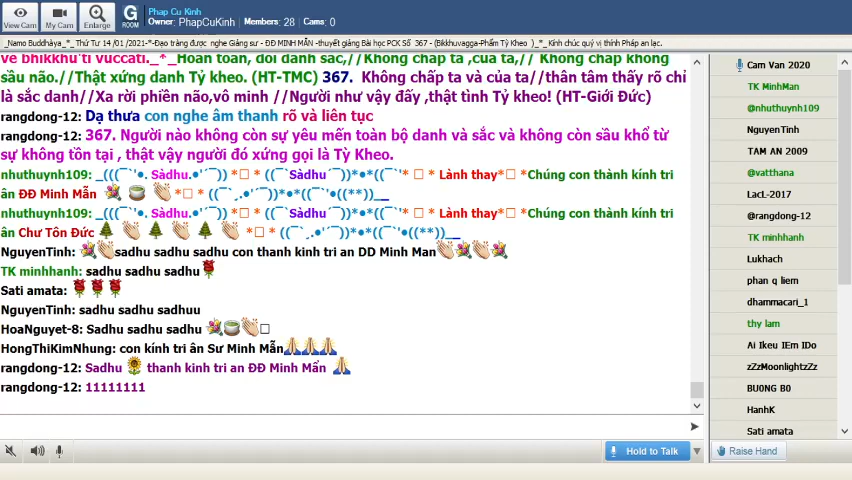 Phap Cu Kinh
Owner: PhapCuKinh | Members: 28 | Cams: 0
View Cam
My Cam
Enlarge
G
ROOM
_Namo Buddhàya_*_ Thứ Tư 14 /01 /2021-*-Đạo tràng được nghe Giảng sư - ĐĐ MINH MẪN -thuyết giảng Bài học PCK Số 367 - (Bikkhuvagga-Phẩm Tỳ Kheo )_*_ Kính chúc quý vị thính Pháp an lạc.
ve bhikkhu'ti vuccati._*_Hoàn toàn, đối danh sắc,//Không chấp ta ,của ta,// Không chấp không
sầu não.//Thật xứng danh Tỷ kheo. (HT-TMC) 367. Không chấp ta và của ta//thân tâm thấy rõ chỉ
là sắc danh//Xa rời phiền não,vô minh //Người như vậy đấy ,thật tình Tỷ kheo! (HT-Giới Đức)
rangdong-12: Dạ thưa con nghe âm thanh rõ và liên tục
rangdong-12: 367. Người nào không còn sự yêu mến toàn bộ danh và sắc và không còn sầu khổ từ
sự không tồn tại , thật vậy người đó xứng gọi là Tỳ Kheo.
nhuthuynh109: _(((¯`'•. Sàdhu.•'´¯)) *□ * ((¯`Sàdhu´¯))*•*((¯`'* □ * Lành thay*□ *Chúng con thành kính tri
ân ĐĐ Minh Mẫn *□ * ((¯`¸.•'´¯))*•*((¯`'•((**))__
nhuthuynh109: _(((¯`'•. Sàdhu.•'´¯)) *□ * ((¯`Sàdhu´¯))*•*((¯`'* □ * Lành thay*□ *Chúng con thành kính tri
ân Chư Tôn Đức *□ * ((¯`¸.•'´¯))*•*((¯`'•((**))__
NguyenTinh: sadhu sadhu sadhu con thanh kinh tri an DD Minh Man
TK minhhanh: sadhu sadhu sadhu
Sati amata:
NguyenTinh: sadhu sadhu sadhuu
HoaNguyet-8: Sadhu sadhu sadhu □
HongThiKimNhung: con kính tri ân Sư Minh Mẫn
rangdong-12: Sadhu thanh kinh tri an ĐĐ Minh Mẩn
rangdong-12: 11111111
Hold to Talk
Cam Van 2020
TK MinhMan
@nhuthuynh109
NguyenTinh
TAM AN 2009
@vatthana
LacL-2017
@rangdong-12
TK minhhanh
Lukhach
phan q liem
dhammacari_1
thy lam
Ai Ikeu IEm IDo
zZzMoonlightzZz
BU0NG B0
HanhK
Sati amata
Raise Hand